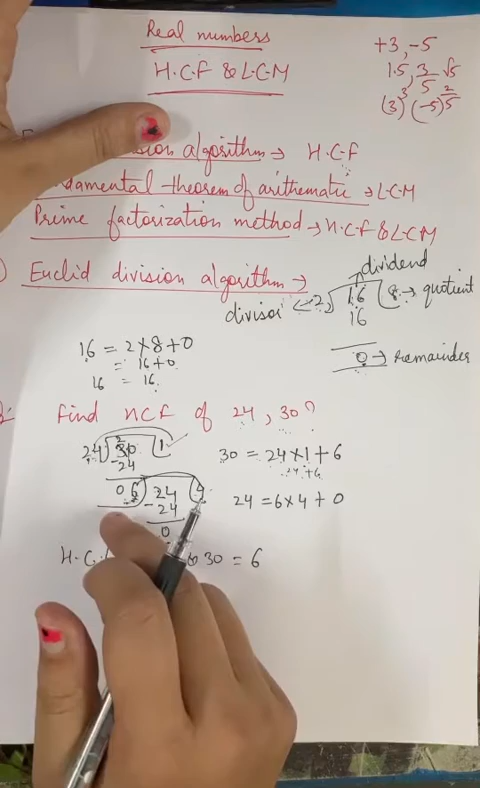 Real numbers
H.C.F & L.C.M
+3, -5
1.5, 3/5, √5
(3)³ (-5)^2/5
algorithm → H.C.F
Fundamental theorem of arithematic → L.C.M
Prime factorization method → H.C.F & L.C.M
Euclid division algorithm →
dividend
divisor ← 2 ) 16 ( 8 → quotient
16
0 → remainder
16 = 2 × 8 + 0
= 16 + 0
16 = 16
Find HCF of 24, 30?
24 ) 30 ( 1
- 24
30 = 24 × 1 + 6
24 + 6
06 ) 24 ( 4
- 24
0
24 = 6 × 4 + 0
H.C. 30 = 6